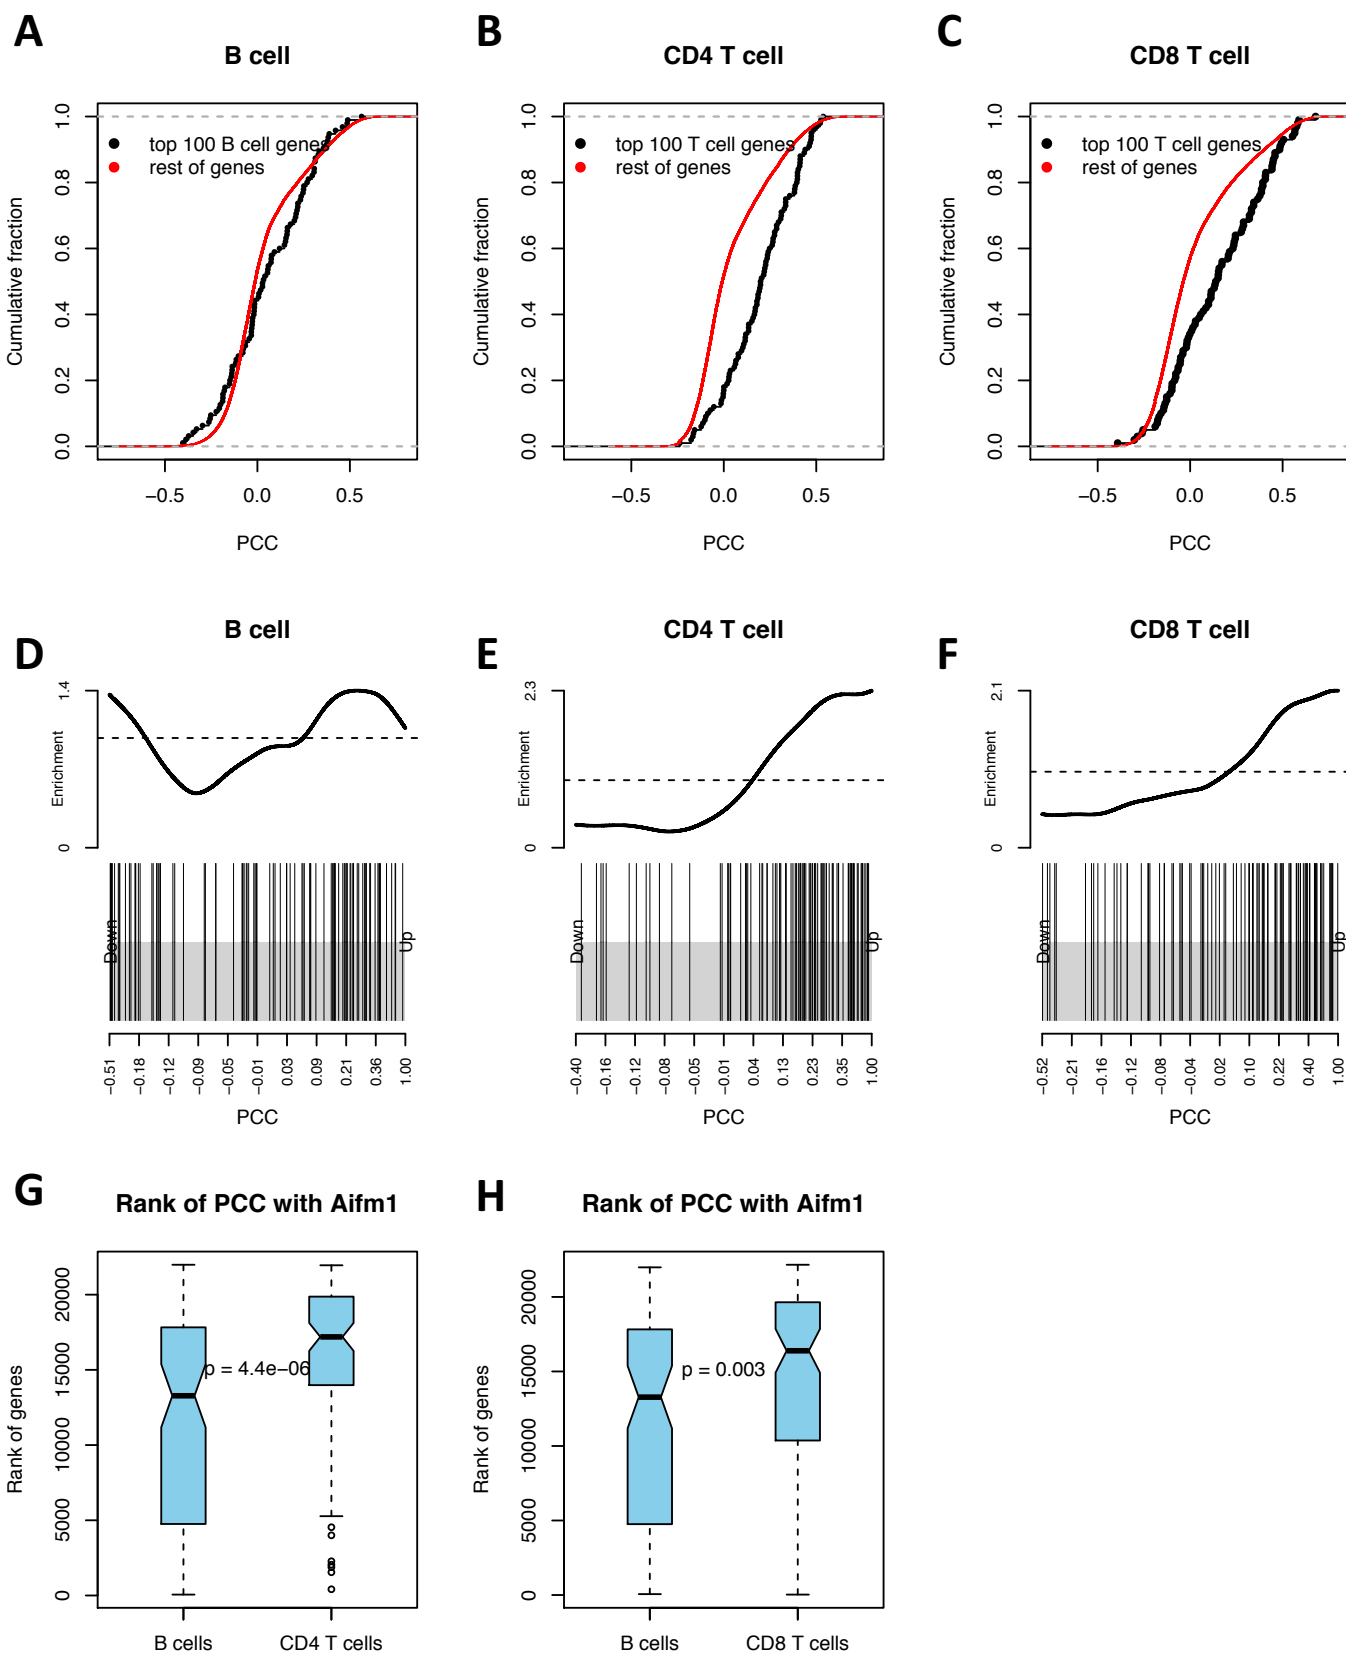 A
B cell
1.0
0.8
0.6
0.4
0.2
0.0
Cumulative fraction
top 100 B cell genes
rest of genes
−0.5 0.0 0.5
PCC
B
CD4 T cell
1.0
0.8
0.6
0.4
0.2
0.0
Cumulative fraction
top 100 T cell genes
rest of genes
−0.5 0.0 0.5
PCC
C
CD8 T cell
1.0
0.8
0.6
0.4
0.2
0.0
Cumulative fraction
top 100 T cell genes
rest of genes
−0.5 0.0 0.5
PCC
D
B cell
1.4
0
Enrichment
Down
Up
−0.51 −0.18 −0.12 −0.09 −0.05 −0.01 0.03 0.09 0.21 0.36 1.00
PCC
E
CD4 T cell
2.3
0
Enrichment
Down
Up
−0.40 −0.16 −0.12 −0.08 −0.05 −0.01 0.04 0.13 0.23 0.35 1.00
PCC
F
CD8 T cell
2.1
0
Enrichment
Down
Up
−0.52 −0.21 −0.16 −0.12 −0.08 −0.04 0.02 0.10 0.22 0.40 1.00
PCC
G
Rank of PCC with Aifm1
20000
15000
10000
5000
0
Rank of genes
p = 4.4e−06
B cells CD4 T cells
H
Rank of PCC with Aifm1
20000
15000
10000
5000
0
Rank of genes
p = 0.003
B cells CD8 T cells